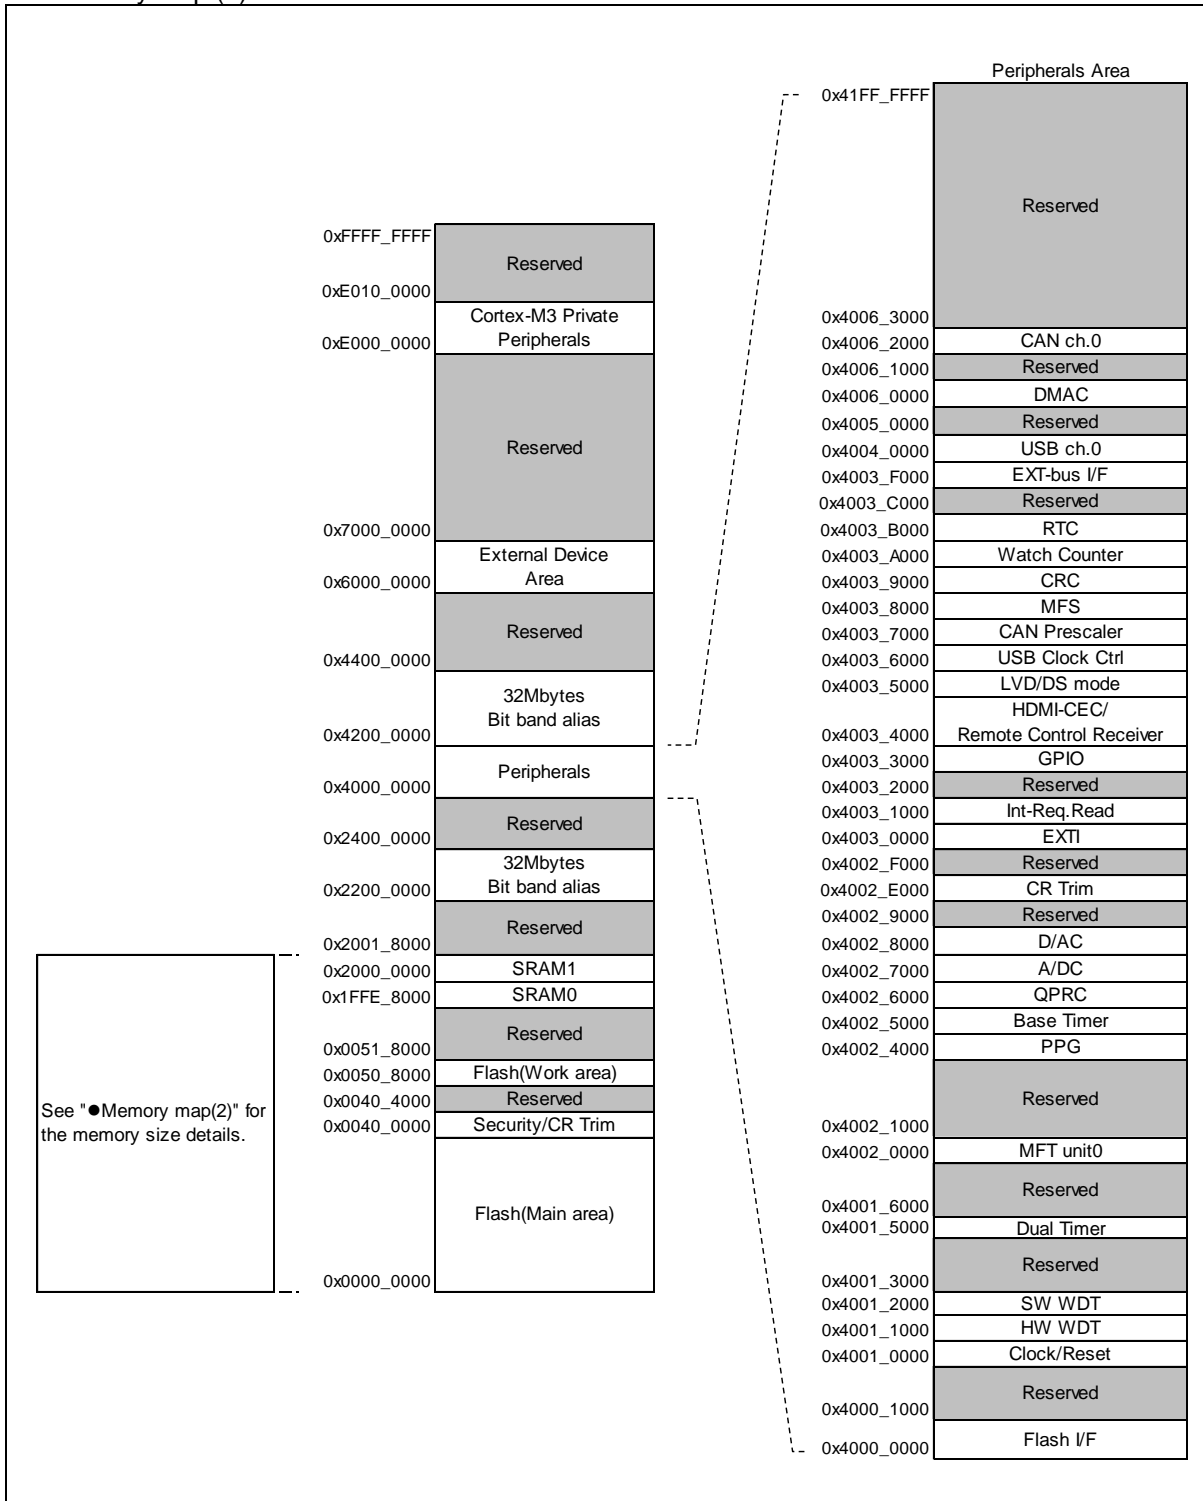 Peripherals Area
0x41FF_FFFF
Reserved
0x4006_3000
0x4006_2000 CAN ch.0
0x4006_1000 Reserved
0x4006_0000 DMAC
0x4005_0000 Reserved
0x4004_0000 USB ch.0
0x4003_F000 EXT-bus I/F
0x4003_C000 Reserved
0x4003_B000 RTC
0x4003_A000 Watch Counter
0x4003_9000 CRC
0x4003_8000 MFS
0x4003_7000 CAN Prescaler
0x4003_6000 USB Clock Ctrl
0x4003_5000 LVD/DS mode
HDMI-CEC/
0x4003_4000 Remote Control Receiver
0x4003_3000 GPIO
0x4003_2000 Reserved
0x4003_1000 Int-Req.Read
0x4003_0000 EXTI
0x4002_F000 Reserved
0x4002_E000 CR Trim
0x4002_9000 Reserved
0x4002_8000 D/AC
0x4002_7000 A/DC
0x4002_6000 QPRC
0x4002_5000 Base Timer
0x4002_4000 PPG
Reserved
0x4002_1000
0x4002_0000 MFT unit0
Reserved
0x4001_6000
0x4001_5000 Dual Timer
Reserved
0x4001_3000
0x4001_2000 SW WDT
0x4001_1000 HW WDT
0x4001_0000 Clock/Reset
Reserved
0x4000_1000
0x4000_0000 Flash I/F
0xFFFF_FFFF
Reserved
0xE010_0000
Cortex-M3 Private
0xE000_0000 Peripherals
Reserved
0x7000_0000
External Device
0x6000_0000 Area
Reserved
0x4400_0000
32Mbytes
Bit band alias
0x4200_0000
Peripherals
0x4000_0000
Reserved
0x2400_0000
32Mbytes
0x2200_0000 Bit band alias
Reserved
0x2001_8000
0x2000_0000 SRAM1
0x1FFE_8000 SRAM0
Reserved
0x0051_8000
0x0050_8000 Flash(Work area)
0x0040_4000 Reserved
0x0040_0000 Security/CR Trim
Flash(Main area)
0x0000_0000
See "●Memory map(2)" for
the memory size details.